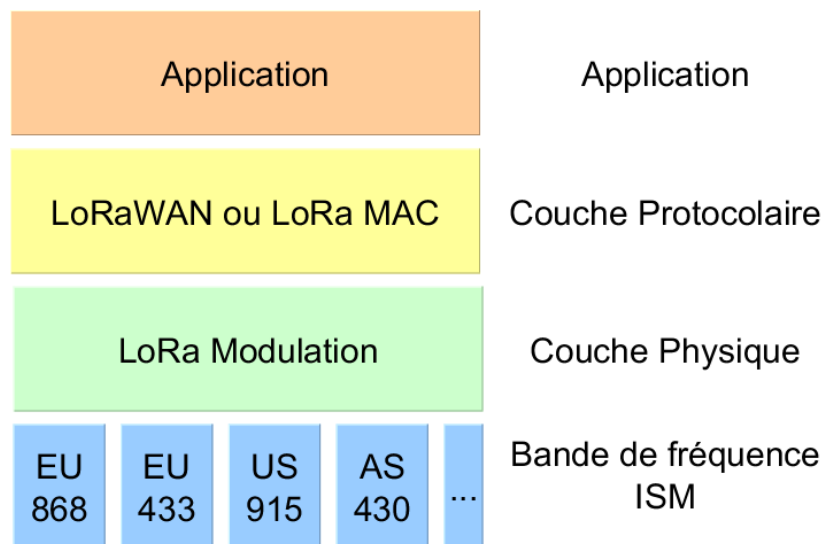 Application
Application
LoRaWAN ou LoRa MAC
Couche Protocolaire
LoRa Modulation
Couche Physique
EU
868
EU
433
US
915
AS
430
...
Bande de fréquence
ISM